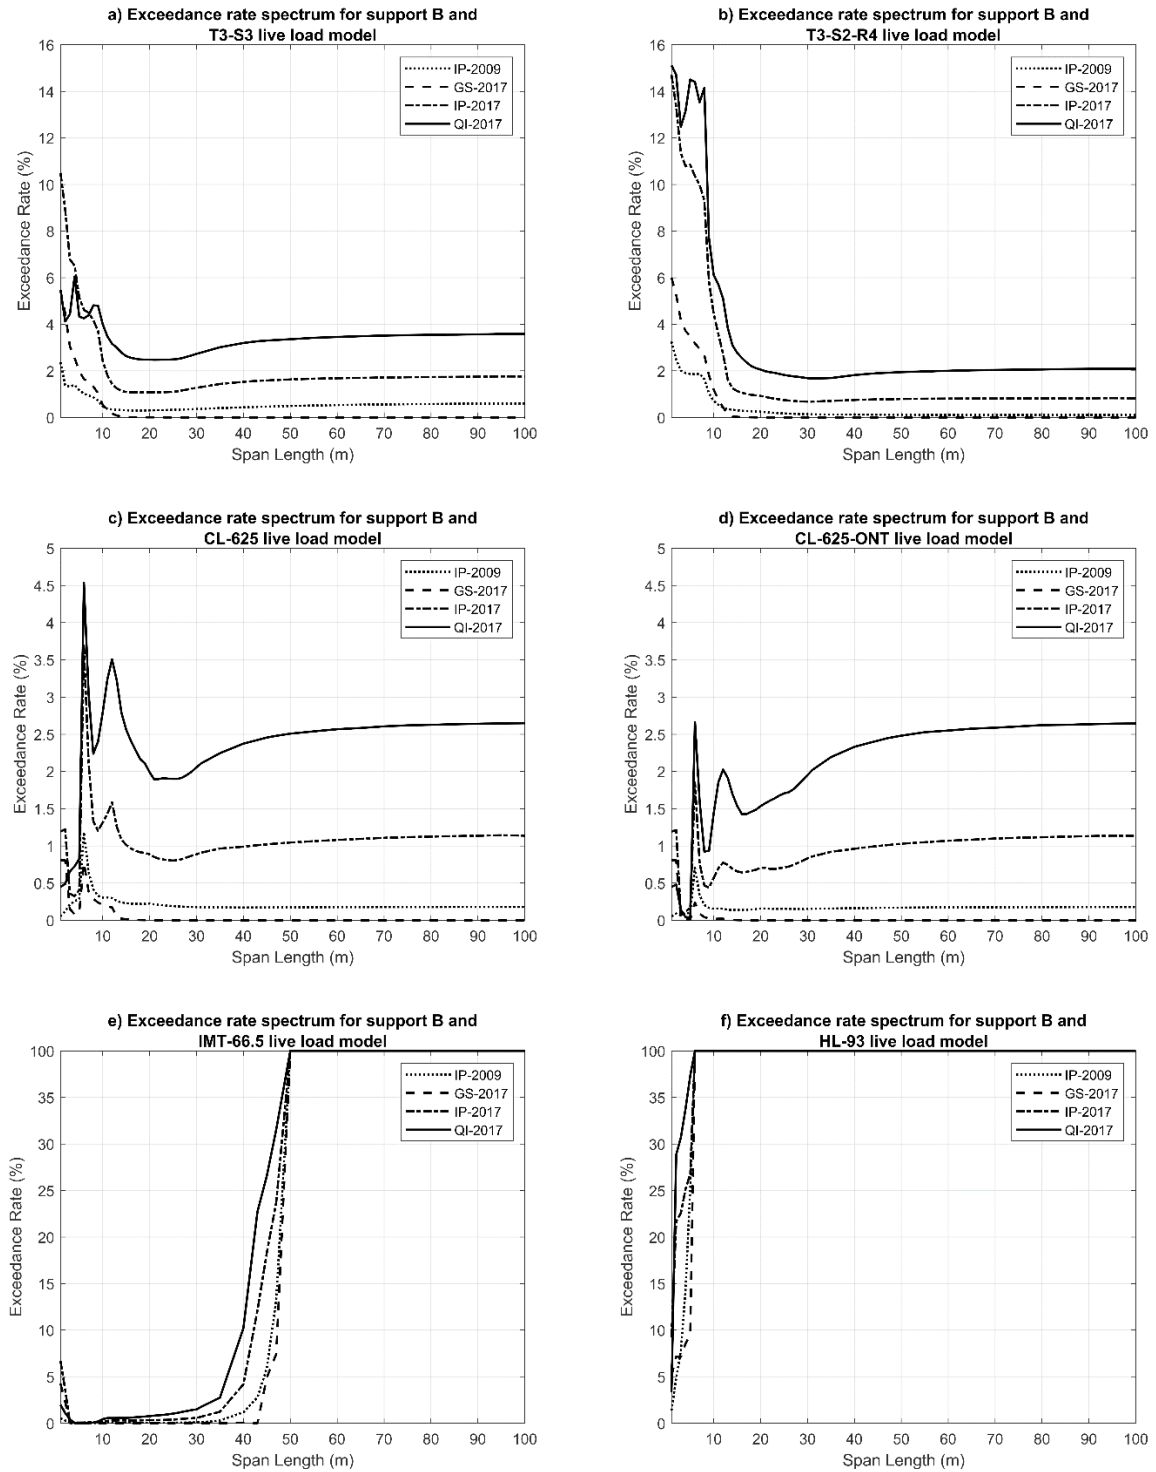 a) Exceedance rate spectrum for support B and
T3-S3 live load model
16
14
12
10
8
6
4
2
0
Exceedance Rate (%)
IP-2009
GS-2017
IP-2017
QI-2017
10 20 30 40 50 60 70 80 90 100
Span Length (m)
b) Exceedance rate spectrum for support B and
T3-S2-R4 live load model
16
14
12
10
8
6
4
2
0
Exceedance Rate (%)
IP-2009
GS-2017
IP-2017
QI-2017
10 20 30 40 50 60 70 80 90 100
Span Length (m)
c) Exceedance rate spectrum for support B and
CL-625 live load model
5
4.5
4
3.5
3
2.5
2
1.5
1
0.5
0
Exceedance Rate (%)
IP-2009
GS-2017
IP-2017
QI-2017
10 20 30 40 50 60 70 80 90 100
Span Length (m)
d) Exceedance rate spectrum for support B and
CL-625-ONT live load model
5
4.5
4
3.5
3
2.5
2
1.5
1
0.5
0
Exceedance Rate (%)
IP-2009
GS-2017
IP-2017
QI-2017
10 20 30 40 50 60 70 80 90 100
Span Length (m)
e) Exceedance rate spectrum for support B and
IMT-66.5 live load model
100
35
30
25
20
15
10
5
0
Exceedance Rate (%)
IP-2009
GS-2017
IP-2017
QI-2017
10 20 30 40 50 60 70 80 90 100
Span Length (m)
f) Exceedance rate spectrum for support B and
HL-93 live load model
100
35
30
25
20
15
10
5
0
Exceedance Rate (%)
IP-2009
GS-2017
IP-2017
QI-2017
10 20 30 40 50 60 70 80 90 100
Span Length (m)